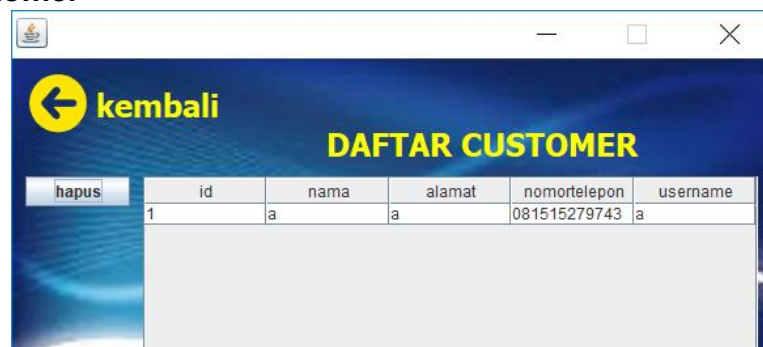 kembali
DAFTAR CUSTOMER
hapus
id nama alamat nomortelepon username
1 a a 081515279743 a